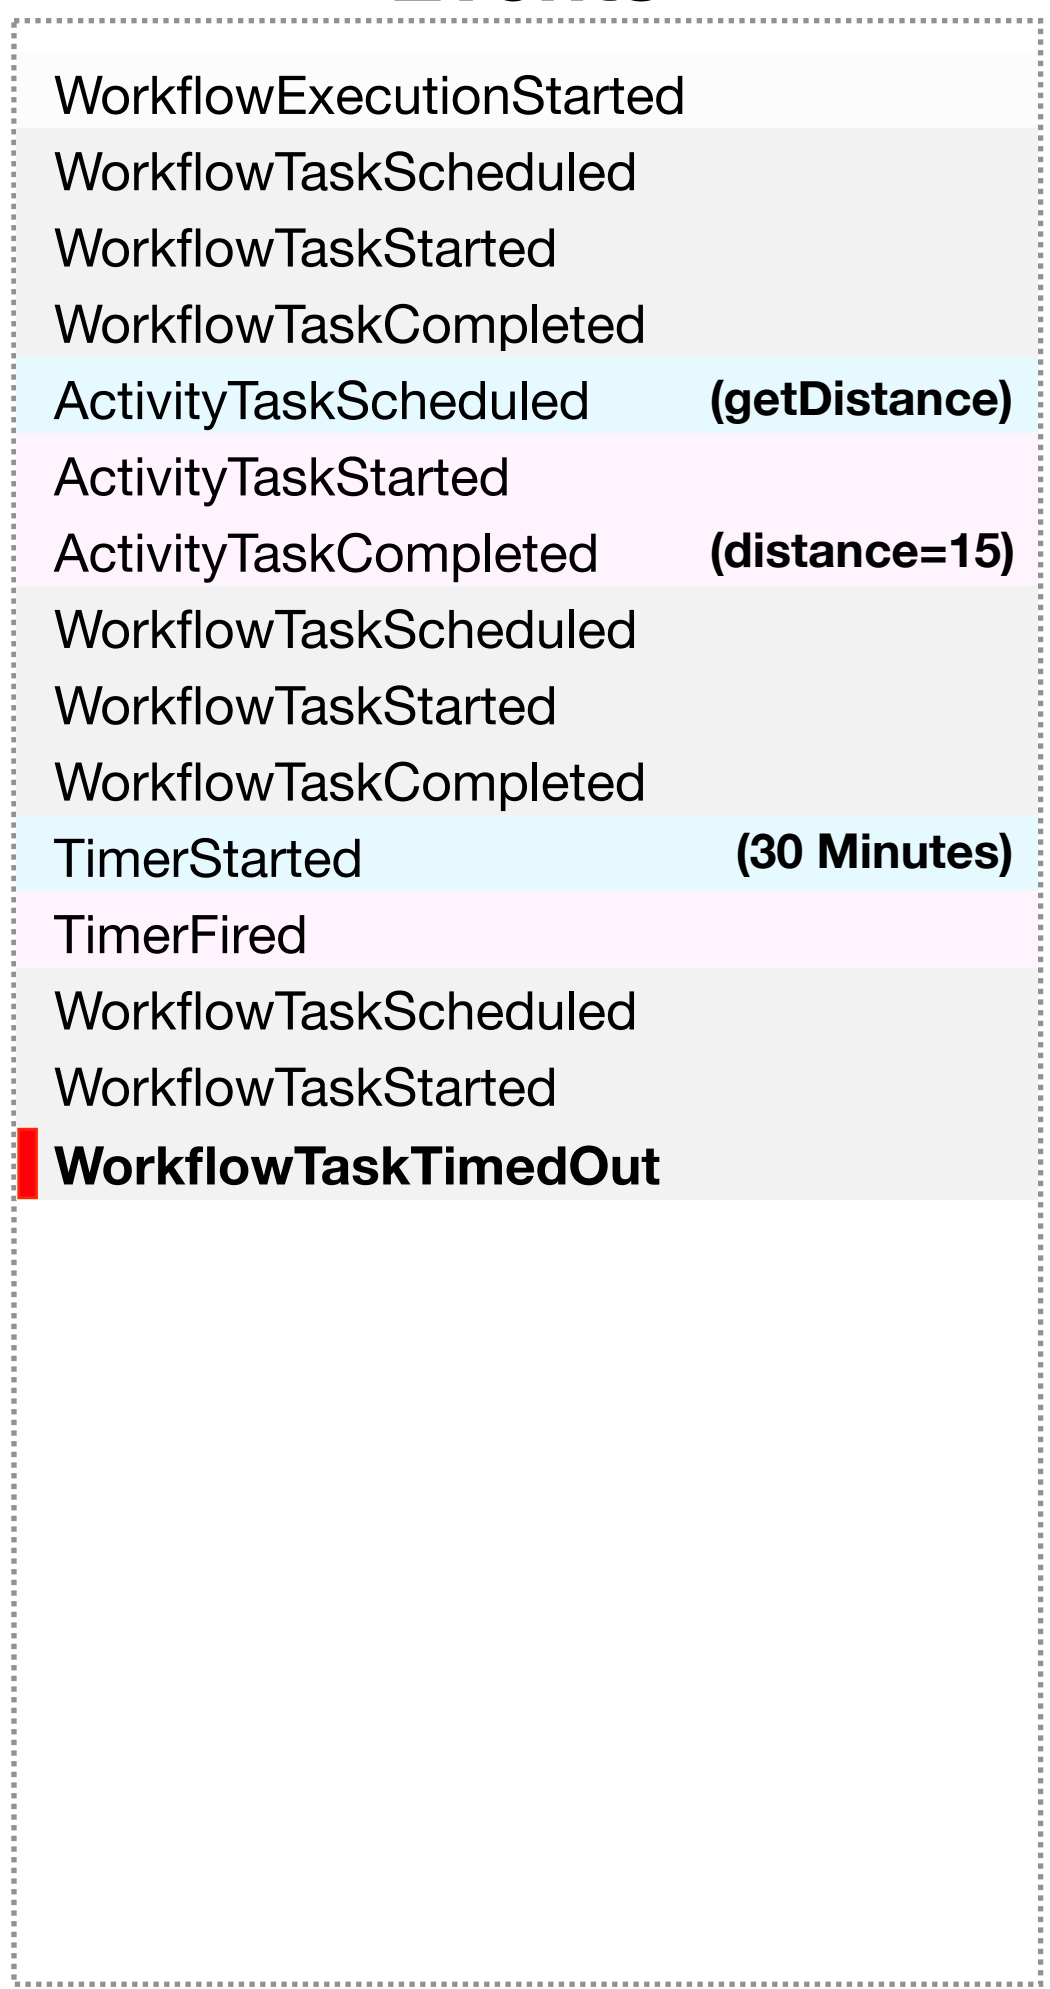 WorkflowExecutionStarted
WorkflowTaskScheduled
WorkflowTaskStarted
WorkflowTaskCompleted
ActivityTaskScheduled (getDistance)
ActivityTaskStarted
ActivityTaskCompleted (distance=15)
WorkflowTaskScheduled
WorkflowTaskStarted
WorkflowTaskCompleted
TimerStarted (30 Minutes)
TimerFired
WorkflowTaskScheduled
WorkflowTaskStarted
WorkflowTaskTimedOut